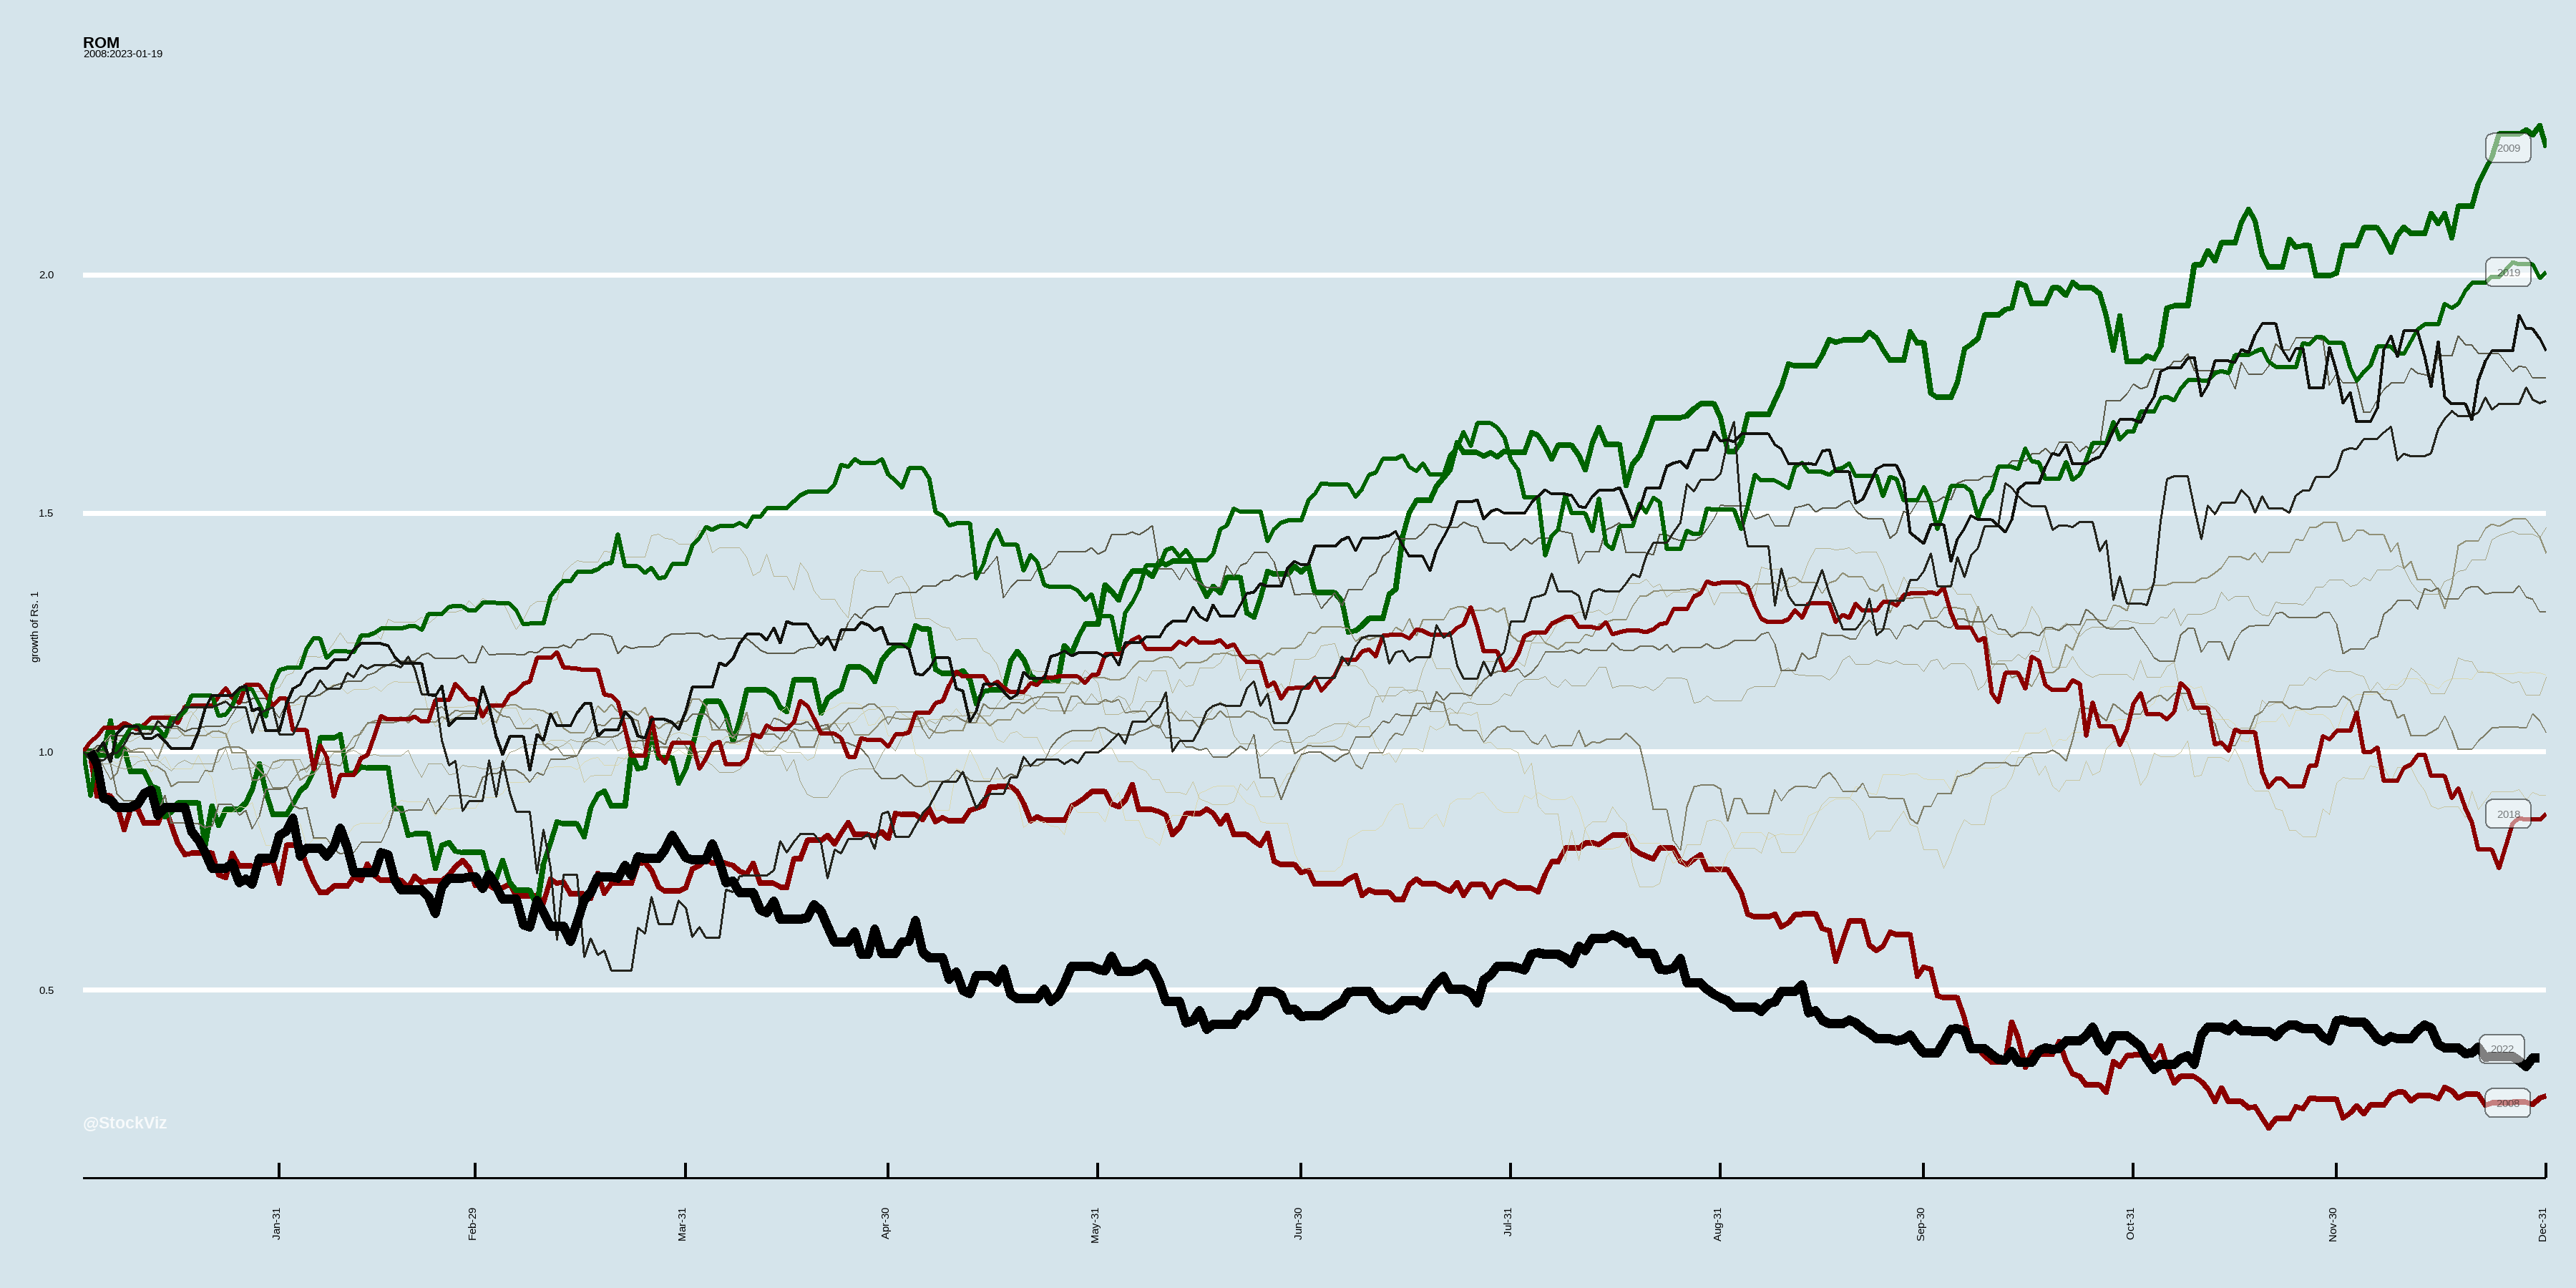 ROM
2008:2023-01-19
2009
2.0
2019
1.5
growth of Rs. 1
1.0
2018
0.5
2022
2008
@StockViz
Jan-31
Feb-29
Mar-31
Apr-30
May-31
Jun-30
Jul-31
Aug-31
Sep-30
Oct-31
Nov-30
Dec-31